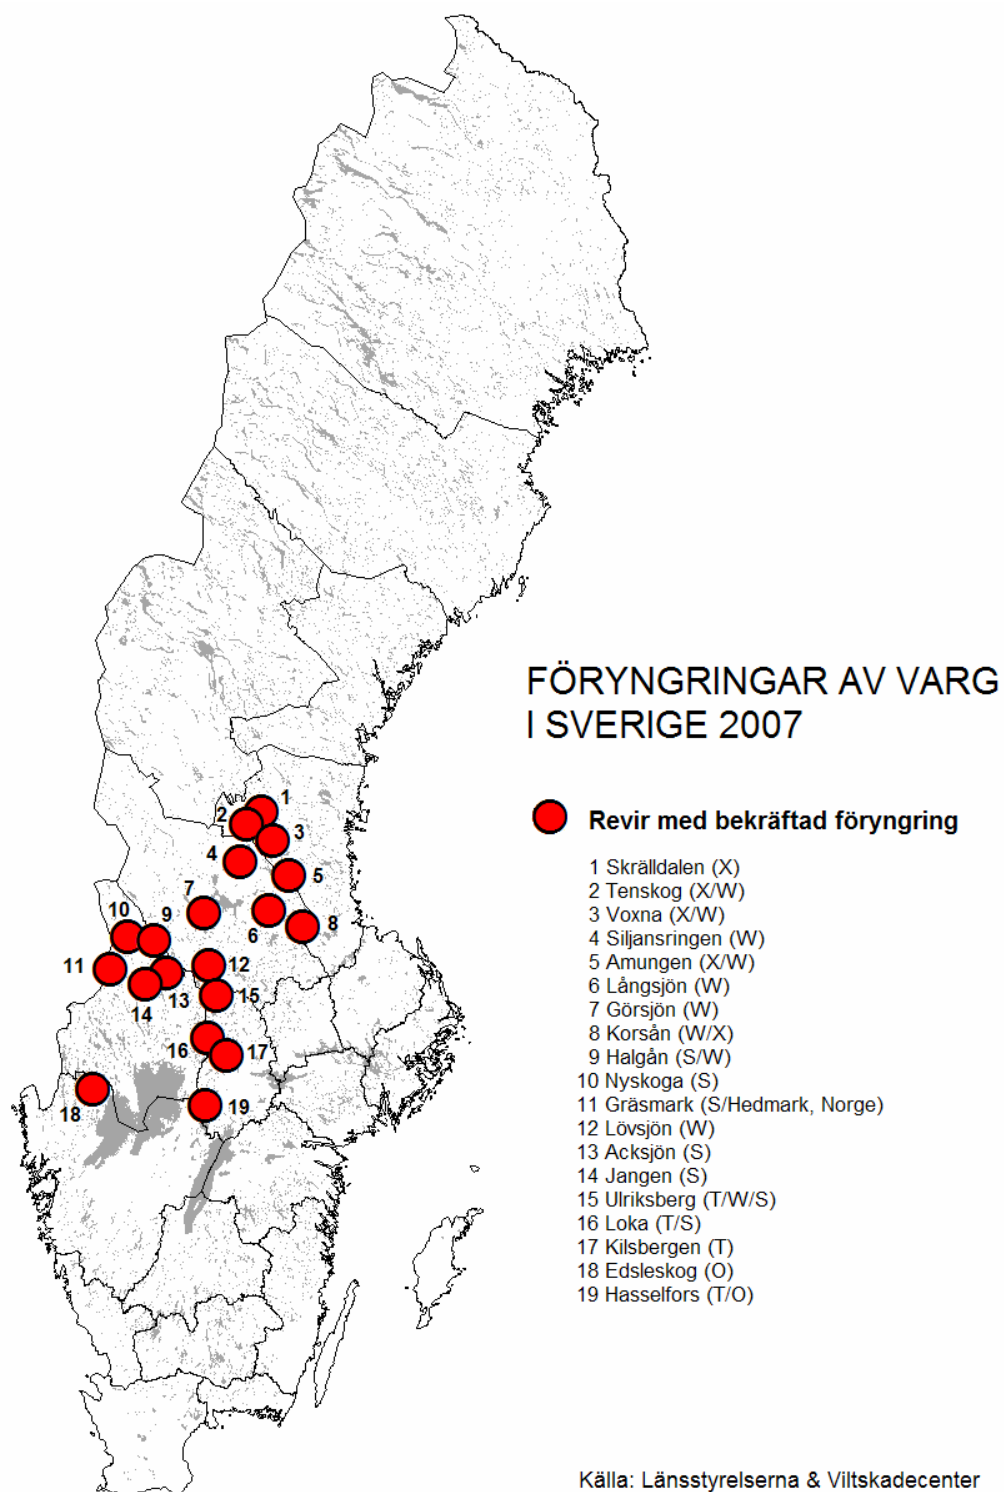 FÖRYNGRINGAR AV VARG
I SVERIGE 2007
Revir med bekräftad föryngring
1 Skrälldalen (X)
2 Tenskog (X/W)
3 Voxna (X/W)
4 Siljansringen (W)
5 Amungen (X/W)
6 Långsjön (W)
7 Görsjön (W)
8 Korsån (W/X)
9 Halgån (S/W)
10 Nyskoga (S)
11 Gräsmark (S/Hedmark, Norge)
12 Lövsjön (W)
13 Acksjön (S)
14 Jangen (S)
15 Ulriksberg (T/W/S)
16 Loka (T/S)
17 Kilsbergen (T)
18 Edsleskog (O)
19 Hasselfors (T/O)
1
2
3
4
5
7
6
8
10
9
11
12
13
14
15
16
17
18
19
Källa: Länsstyrelserna & Viltskadecenter